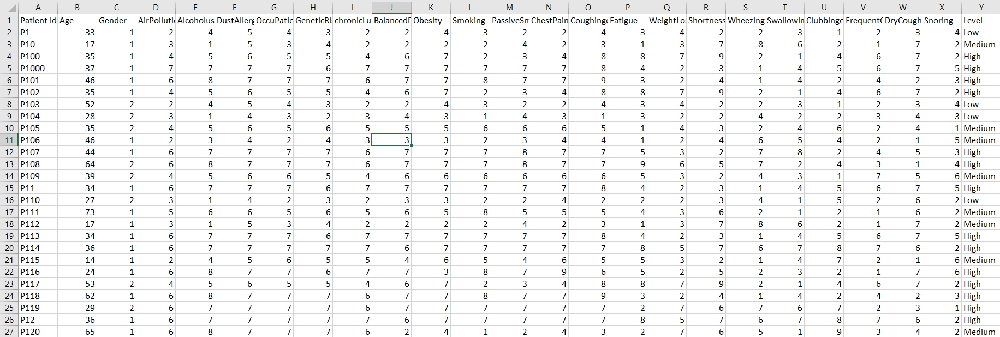 A B C D E F G H I J K L M N O P Q R S T U V W X Y
1 Patient Id Age Gender AirPolluti Alcoholus DustAllerg OccuPatio GeneticRi chronicLu BalancedD Obesity Smoking PassiveSm ChestPain Coughingo Fatigue WeightLo Shortness Wheezing Swallowin Clubbingo Frequent DryCough Snoring Level
2 P1 33 1 2 4 5 4 3 2 2 4 3 2 2 4 3 4 2 2 3 1 2 3 4 Low
3 P10 17 1 3 1 5 3 4 2 2 2 2 4 2 3 1 3 7 8 6 2 1 7 2 Medium
4 P100 35 1 4 5 6 5 5 4 6 7 2 3 4 8 8 7 9 2 1 4 6 7 2 High
5 P1000 37 1 7 7 7 7 6 7 7 7 7 7 7 8 4 2 3 1 4 5 6 7 5 High
6 P101 46 1 6 8 7 7 7 6 7 7 8 7 7 9 3 2 4 1 4 2 4 2 3 High
7 P102 35 1 4 5 6 5 5 4 6 7 2 3 4 8 8 7 9 2 1 4 6 7 2 High
8 P103 52 2 2 4 5 4 3 2 2 4 3 2 2 4 3 4 2 2 3 1 2 3 4 Low
9 P104 28 2 3 1 4 3 2 3 4 3 1 4 3 1 3 2 2 4 2 2 3 4 3 Low
10 P105 35 2 4 5 6 5 6 5 5 5 6 6 6 5 1 4 3 2 4 6 2 4 1 Medium
11 P106 46 1 2 3 4 2 4 3 3 3 2 3 4 4 1 2 4 6 5 4 2 1 5 Medium
12 P107 44 1 6 7 7 7 7 6 7 7 7 8 7 7 5 3 2 7 8 2 4 5 3 High
13 P108 64 2 6 8 7 7 7 6 7 7 7 8 7 7 9 6 5 7 2 4 3 1 4 High
14 P109 39 2 4 5 6 6 5 4 6 6 6 6 6 6 5 3 2 4 3 1 7 5 6 Medium
15 P11 34 1 6 7 7 7 6 7 7 7 7 7 7 8 4 2 3 1 4 5 6 7 5 High
16 P110 27 2 3 1 4 2 3 2 3 3 2 2 4 2 2 2 3 4 1 5 2 6 2 Low
17 P111 73 1 5 6 6 5 6 5 6 5 8 5 5 5 4 3 6 2 1 2 1 6 2 Medium
18 P112 17 1 3 1 5 3 4 2 2 2 2 4 2 3 1 3 7 8 6 2 1 7 2 Medium
19 P113 34 1 6 7 7 7 6 7 7 7 7 7 7 8 4 2 3 1 4 5 6 7 5 High
20 P114 36 1 6 7 7 7 7 7 6 7 7 7 7 7 8 5 7 6 7 8 7 6 2 High
21 P115 14 1 2 4 5 6 5 5 4 6 5 4 6 5 5 3 2 1 4 7 2 1 6 Medium
22 P116 24 1 6 8 7 7 6 7 7 3 8 7 9 6 5 2 5 2 3 2 1 7 6 High
23 P117 53 2 4 5 6 5 5 4 6 7 2 3 4 8 8 7 9 2 1 4 6 7 2 High
24 P118 62 1 6 8 7 7 7 6 7 7 8 7 7 9 3 2 4 1 4 2 4 2 3 High
25 P119 29 2 6 7 7 7 7 6 7 7 7 7 7 7 2 7 6 7 6 7 2 3 1 High
26 P12 36 1 6 7 7 7 7 7 6 7 7 7 7 7 8 5 7 6 7 8 7 6 2 High
27 P120 65 1 6 8 7 7 7 6 2 4 1 2 4 3 2 7 6 5 1 9 3 4 2 Medium